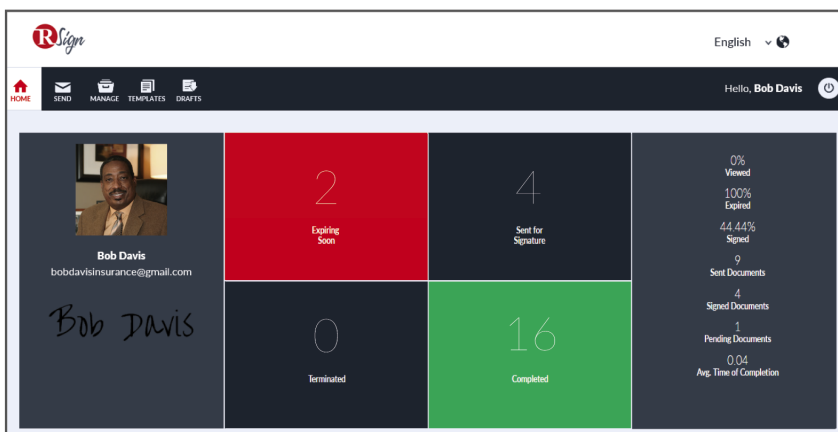 RSign
English
HOME
SEND
MANAGE
TEMPLATES
DRAFTS
Hello, Bob Davis
Bob Davis
bobdavisinsurance@gmail.com
Bob Davis
2
Expiring
Soon
4
Sent for
Signature
0
Terminated
16
Completed
0%
Viewed
100%
Expired
44.44%
Signed
9
Sent Documents
4
Signed Documents
1
Pending Documents
0.04
Avg. Time of Completion